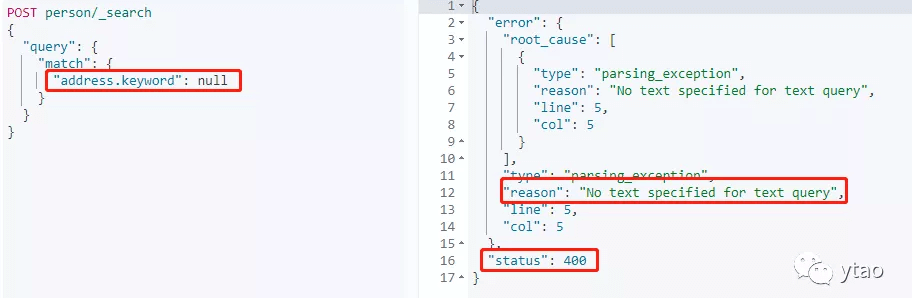 POST person/_search
{
  "query": {
    "match": {
      "address.keyword": null
    }
  }
}
1 {
2   "error": {
3     "root_cause": [
4       {
5         "type": "parsing_exception",
6         "reason": "No text specified for text query",
7         "line": 5,
8         "col": 5
9       }
10     ],
11     "type": "parsing_exception",
12     "reason": "No text specified for text query",
13     "line": 5,
14     "col": 5
15   },
16   "status": 400
17 }
ytao